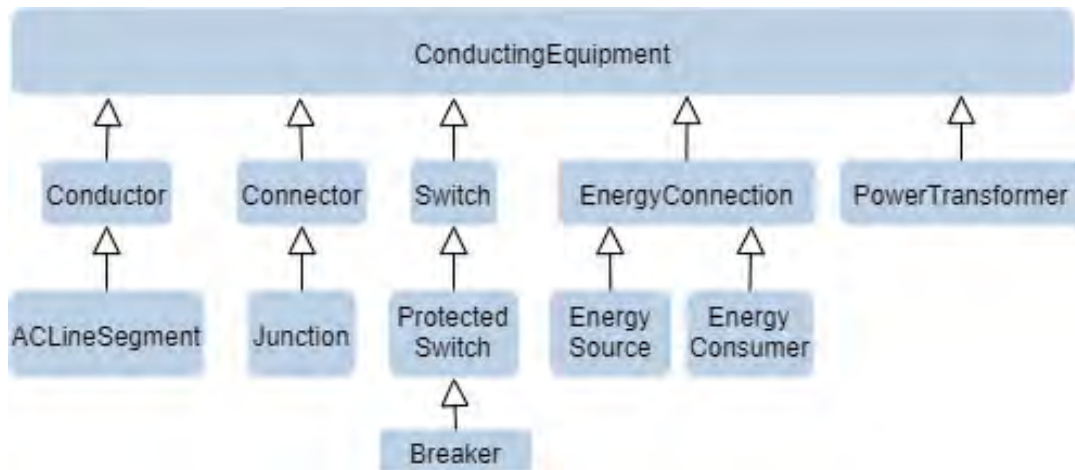 ConductingEquipment
Conductor
Connector
Switch
EnergyConnection
PowerTransformer
ACLineSegment
Junction
Protected
Switch
Energy
Source
Energy
Consumer
Breaker